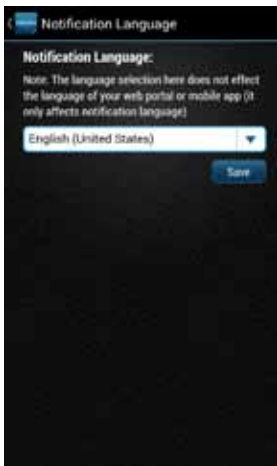 Notification Language
Notification Language:
Note. The language selection here does not effect
the language of your web portal or mobile app (it
only affects notification language)
English (United States)
Save